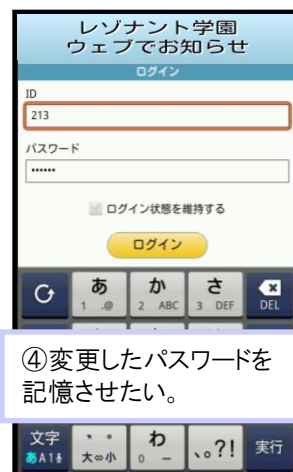 レゾナント学園
ウェブでお知らせ
ログイン
ID
213
パスワード
••••••
ログイン状態を維持する
ログイン
あ
1 .@
か
2 ABC
さ
3 DEF
DEL
④変更したパスワードを
記憶させたい。
文字
あA1
大⇔小
わ
0 ー
､｡?!
実行